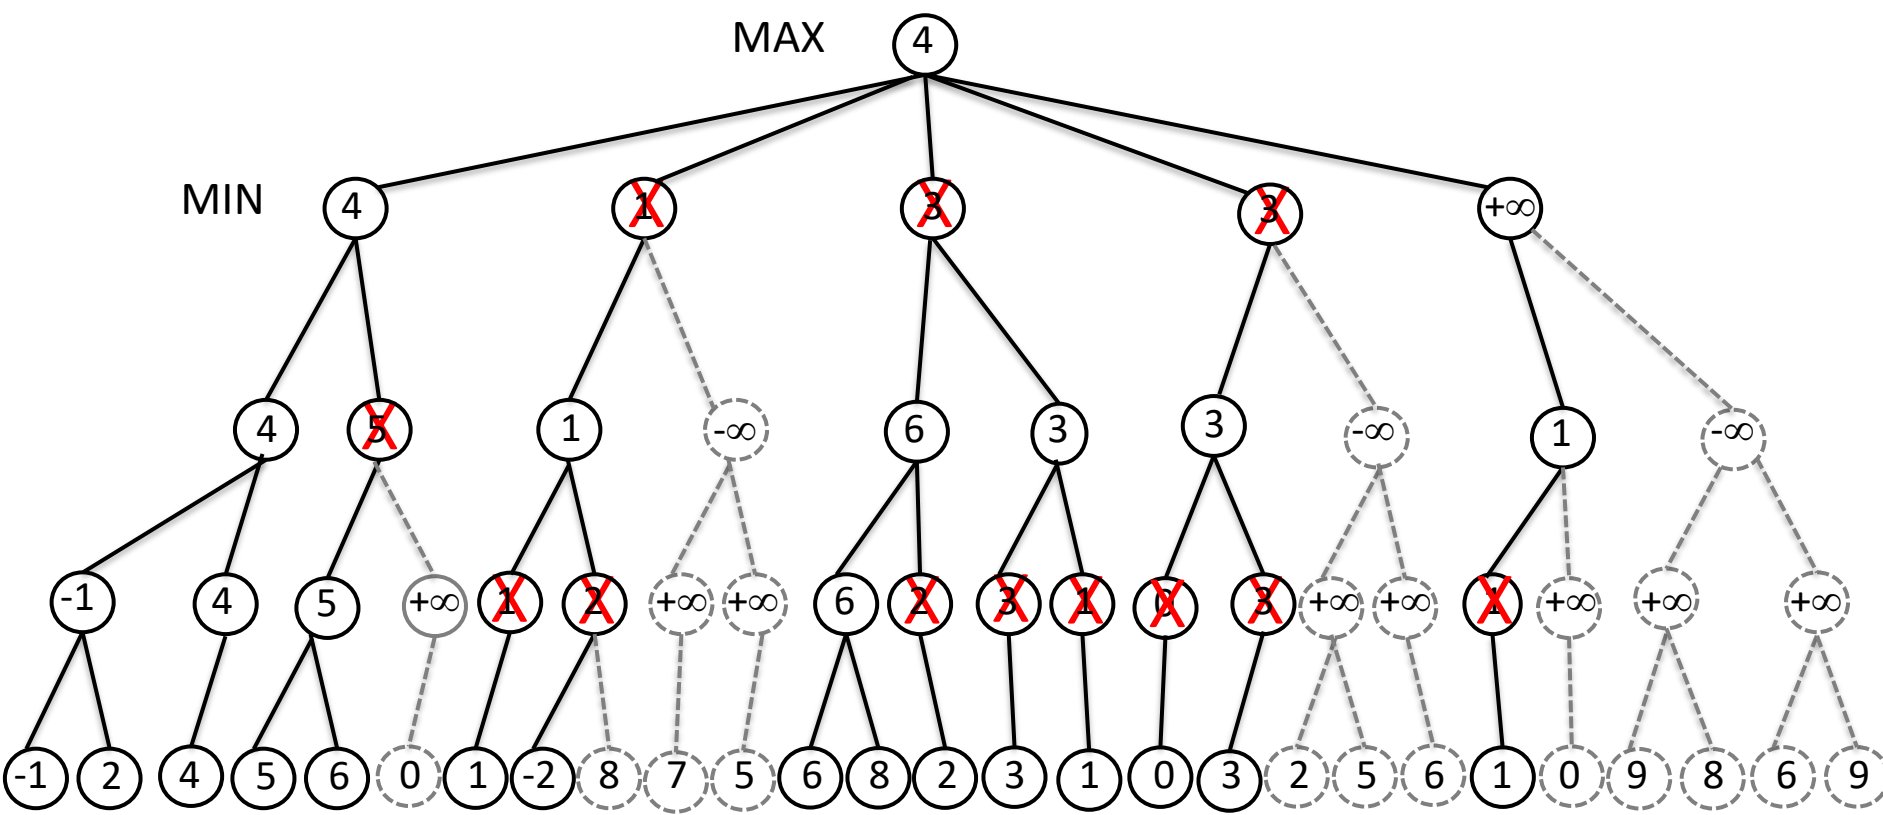 MAX 4
MIN 4 1 3 3 +∞
4 5 1 -∞ 6 3 3 -∞ 1 -∞
-1 4 5 +∞ 1 2 +∞ +∞ 6 2 3 1 0 3 +∞ +∞ 1 +∞ +∞ +∞
-1 2 4 5 6 0 1 -2 8 7 5 6 8 2 3 1 0 3 2 5 6 1 0 9 8 6 9